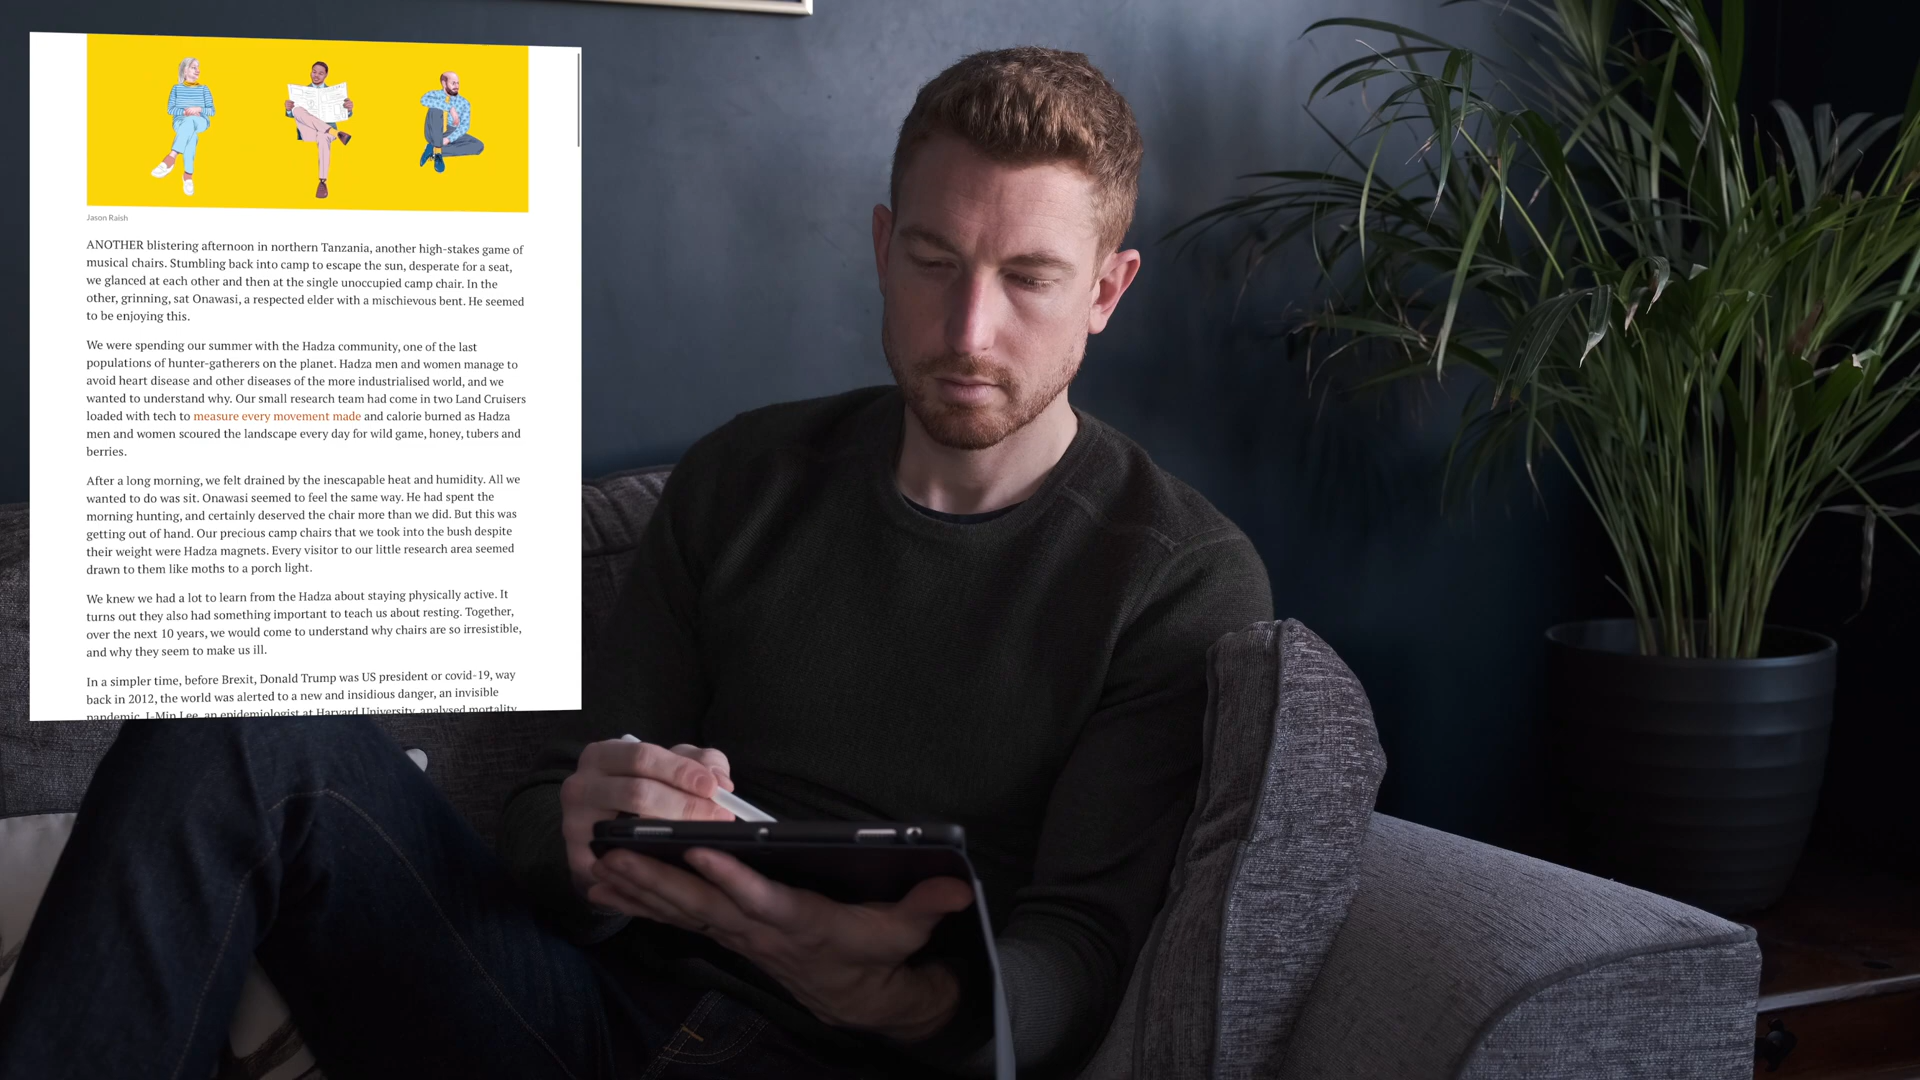 Jason Raish
ANOTHER blistering afternoon in northern Tanzania, another high-stakes game of
musical chairs. Stumbling back into camp to escape the sun, desperate for a seat,
we glanced at each other and then at the single unoccupied camp chair. In the
other, grinning, sat Onawasi, a respected elder with a mischievous bent. He seemed
to be enjoying this.
We were spending our summer with the Hadza community, one of the last
populations of hunter-gatherers on the planet. Hadza men and women manage to
avoid heart disease and other diseases of the more industrialised world, and we
wanted to understand why. Our small research team had come in two Land Cruisers
loaded with tech to measure every movement made and calorie burned as Hadza
men and women scoured the landscape every day for wild game, honey, tubers and
berries.
After a long morning, we felt drained by the inescapable heat and humidity. All we
wanted to do was sit. Onawasi seemed to feel the same way. He had spent the
morning hunting, and certainly deserved the chair more than we did. But this was
getting out of hand. Our precious camp chairs that we took into the bush despite
their weight were Hadza magnets. Every visitor to our little research area seemed
drawn to them like moths to a porch light.
We knew we had a lot to learn from the Hadza about staying physically active. It
turns out they also had something important to teach us about resting. Together,
over the next 10 years, we would come to understand why chairs are so irresistible,
and why they seem to make us ill.
In a simpler time, before Brexit, Donald Trump was US president or covid-19, way
back in 2012, the world was alerted to a new and insidious danger, an invisible
pandemic. I-Min Lee, an epidemiologist at Harvard University, analysed mortality